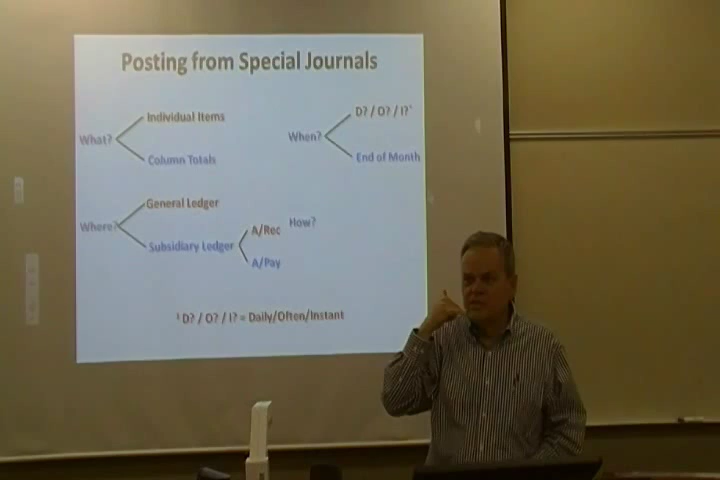 Posting from Special Journals
What?
Individual Items
Column Totals
When?
D? / O? / I?¹
End of Month
Where?
General Ledger
Subsidiary Ledger
A/Rec
A/Pay
How?
¹ D? / O? / I? = Daily/Often/Instant